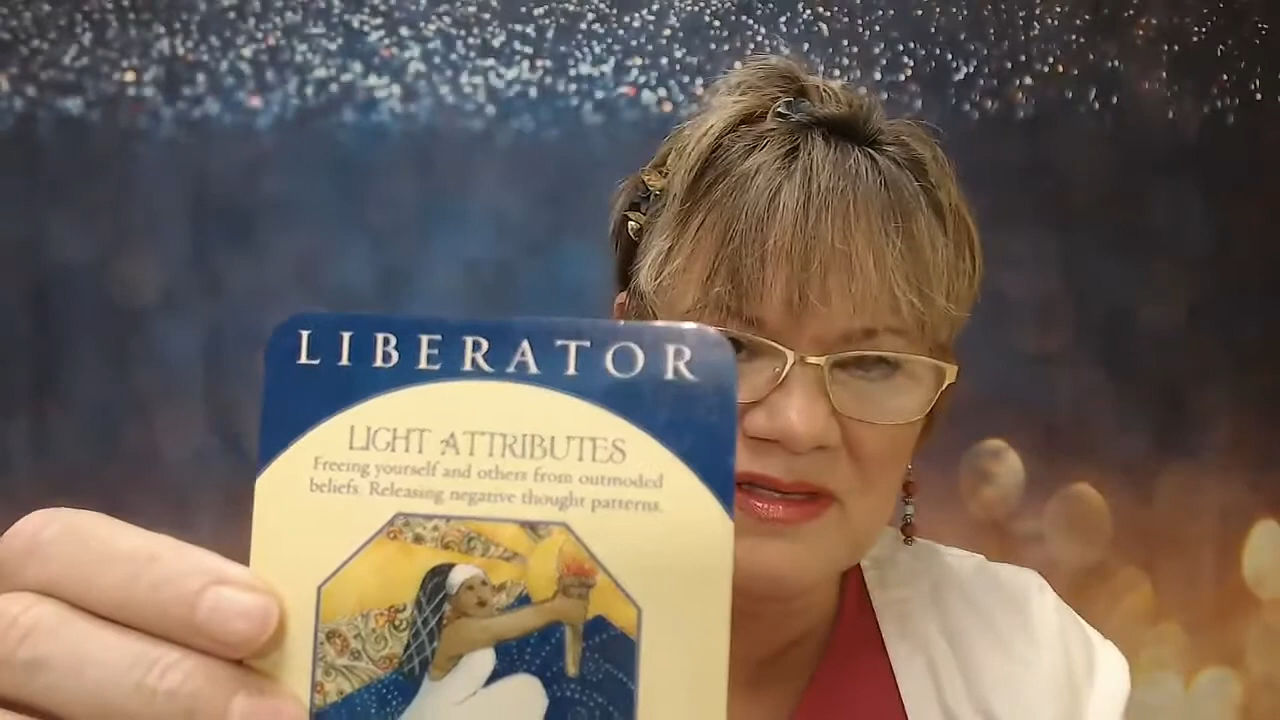 LIBERATOR
LIGHT ATTRIBUTES
Freeing yourself and others from outmoded
beliefs. Releasing negative thought patterns.